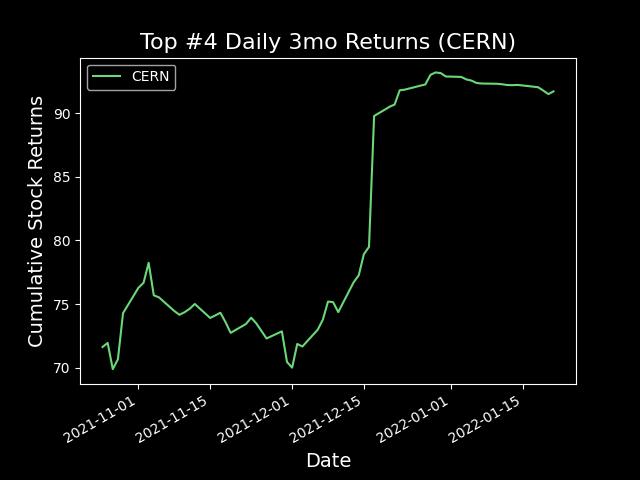 Top #4 Daily 3mo Returns (CERN)
CERN
Cumulative Stock Returns
90
85
80
75
70
2021-11-01
2021-11-15
2021-12-01
2021-12-15
2022-01-01
2022-01-15
Date